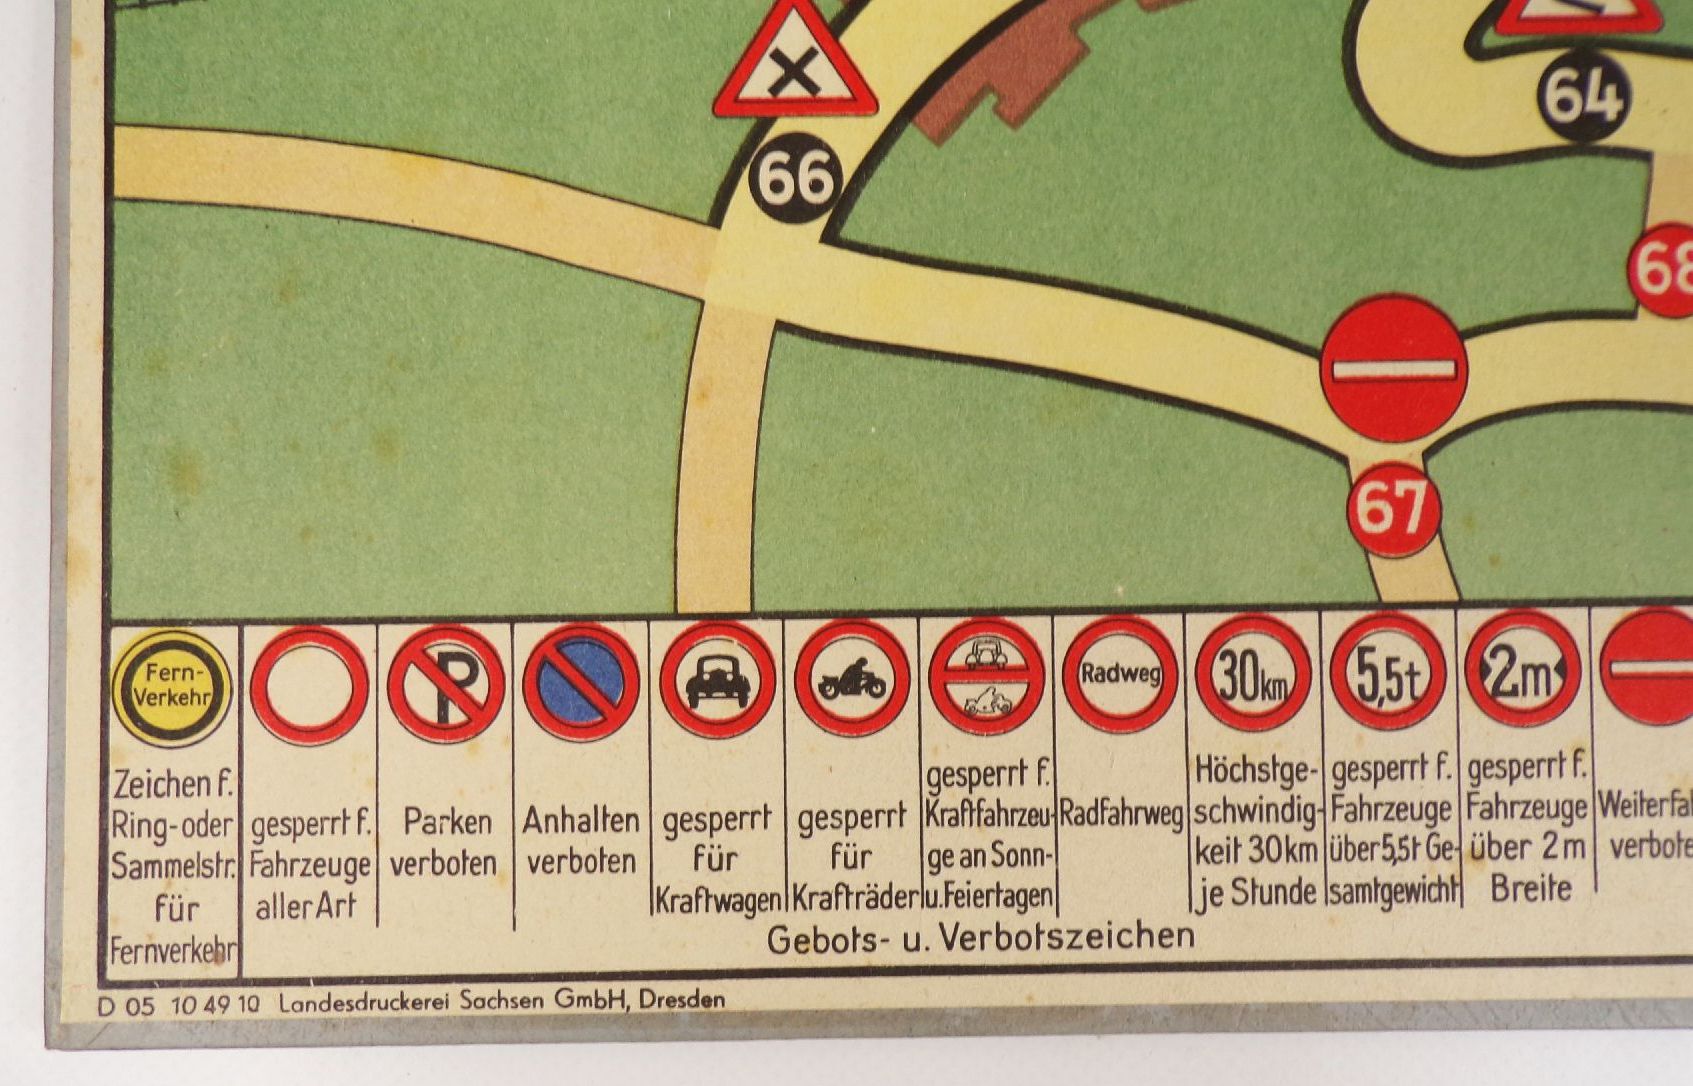 64
66
68
67
Fern-
Verkehr
P
Radweg
30km
5,5t
2m
Zeichen f.
Ring- oder
Sammelstr.
für
Fernverkehr
gesperrt f.
Fahrzeuge
aller Art
Parken
verboten
Anhalten
verboten
gesperrt
für
Kraftwagen
gesperrt
für
Krafträder
gesperrt f.
Kraftfahrzeu-
ge an Sonn-
u. Feiertagen
Radfahrweg
Höchstge-
schwindig-
keit 30km
je Stunde
gesperrt f.
Fahrzeuge
über 5,5t Ge-
samtgewicht
gesperrt f.
Fahrzeuge
über 2m
Breite
Weiterfa
verbote
Gebots- u. Verbotszeichen
D 05 10 49 10 Landesdruckerei Sachsen GmbH, Dresden